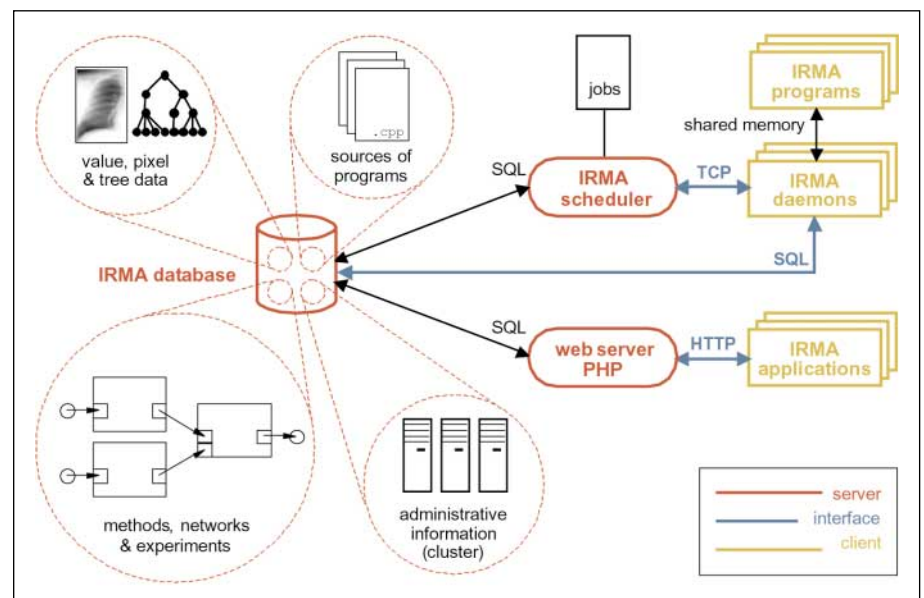 value, pixel
& tree data
.cpp
sources of
programs
jobs
IRMA
programs
shared memory
SQL
IRMA
scheduler
TCP
IRMA
daemons
IRMA database
SQL
SQL
web server
PHP
HTTP
IRMA
applications
methods, networks
& experiments
administrative
information
(cluster)
server
interface
client